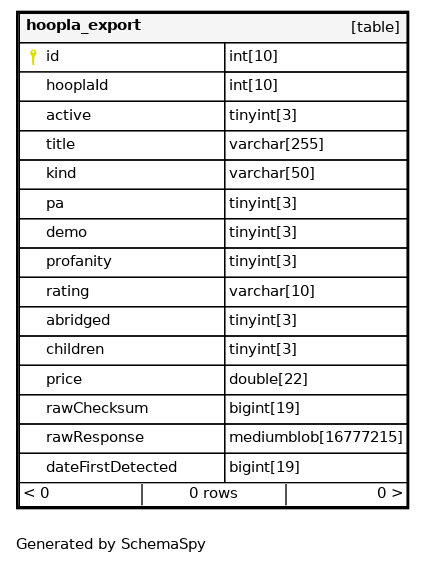 hoopla_export [table]
id int[10]
hooplaId int[10]
active tinyint[3]
title varchar[255]
kind varchar[50]
pa tinyint[3]
demo tinyint[3]
profanity tinyint[3]
rating varchar[10]
abridged tinyint[3]
children tinyint[3]
price double[22]
rawChecksum bigint[19]
rawResponse mediumblob[16777215]
dateFirstDetected bigint[19]
< 0 0 rows 0 >
Generated by SchemaSpy